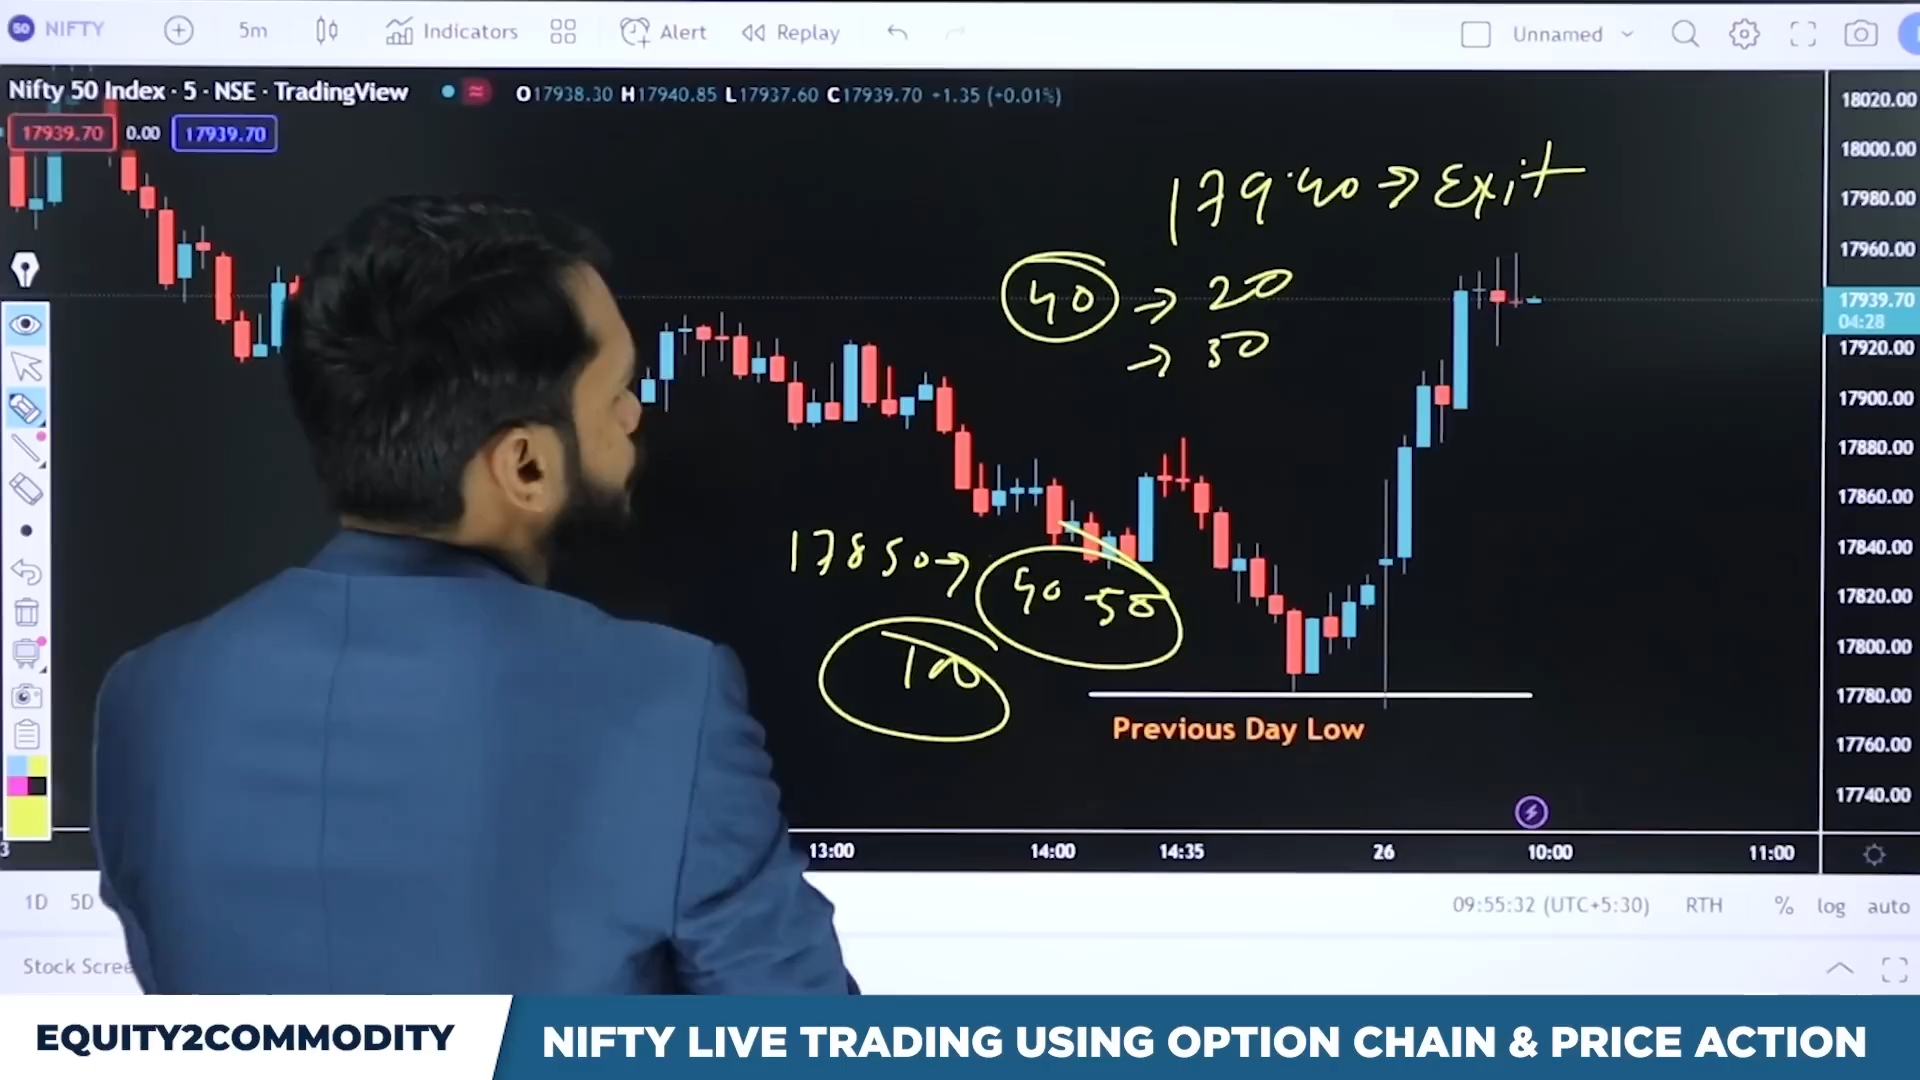 50 NIFTY 5m Indicators Alert Replay Unnamed
Nifty 50 Index · 5 · NSE · TradingView O17938.30 H17940.85 L17937.60 C17939.70 +1.35 (+0.01%)
17939.70 0.00 17939.70
17940 → Exit
40 → 20
→ 30
17850 → 40 50
100
Previous Day Low
18020.00
18000.00
17980.00
17960.00
17939.70
04:28
17920.00
17900.00
17880.00
17860.00
17840.00
17820.00
17800.00
17780.00
17760.00
17740.00
3 13:00 14:00 14:35 26 10:00 11:00
1D 5D 09:55:32 (UTC+5:30) RTH % log auto
Stock Scree
EQUITY2COMMODITY NIFTY LIVE TRADING USING OPTION CHAIN & PRICE ACTION